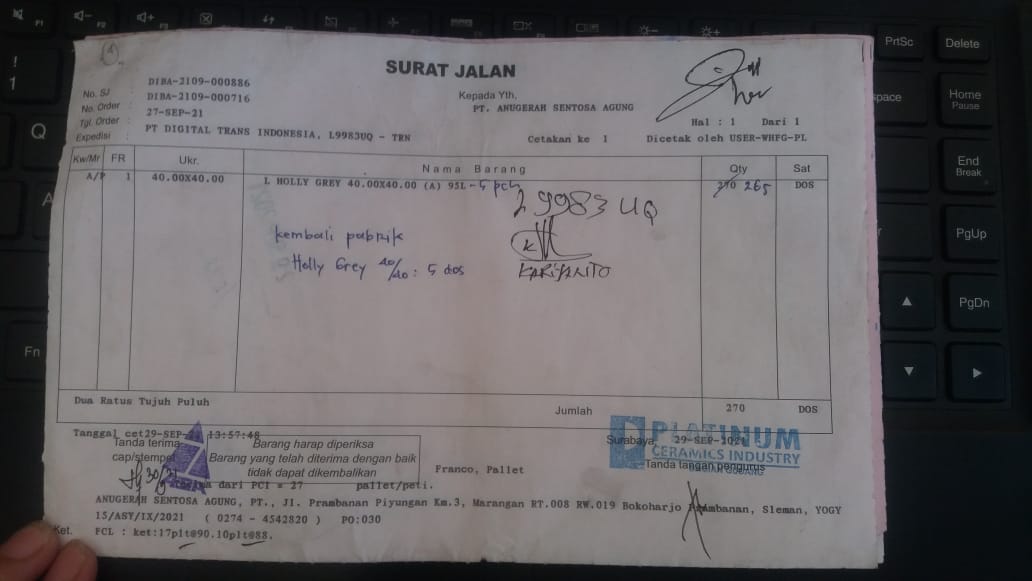 SURAT JALAN
No. SJ : DIBA-2109-000886
No. Order : DIBA-2109-000716
Tgl. Order : 27-SEP-21
Expedisi : PT DIGITAL TRANS INDONESIA, L9983UQ - TRN
Kepada Yth,
PT. ANUGERAH SENTOSA AGUNG
Hal : 1 Dari 1
Cetakan ke 1 Dicetak oleh USER-WHFG-PL
Kw/Mr FR Ukr. Nama Barang Qty Sat
A/P 1 40.00X40.00 L HOLLY GREY 40.00X40.00 (A) 95L - 5 pch 270 265 DOS
L 9983 UQ
kembali pabrik
Holly Grey 40/40 : 5 dos
KARIYANTO
Dua Ratus Tujuh Puluh
Jumlah 270 DOS
Tanggal cet29-SEP-21 13:57:48
Surabaya, 29-SEP-2021
PLATINUM
CERAMICS INDUSTRY
Tanda terima
cap/stempel
Barang harap diperiksa
Barang yang telah diterima dengan baik
tidak dapat dikembalikan
Franco, Pallet
Tanda tangan pengurus
dari PCI = 27 pallet/peti.
ANUGERAH SENTOSA AGUNG, PT., Jl. Prambanan Piyungan Km.3, Marangan RT.008 RW.019 Bokoharjo Prambanan, Sleman, YOGY
15/ASY/IX/2021 ( 0274 - 4542820 ) PO:030
Ket. FCL : ket:17plt@90.10plt@88.
PrtSc
Delete
Home
Pause
space
End
Break
PgUp
PgDn
Fn
Q
A
!
1
F1
F2